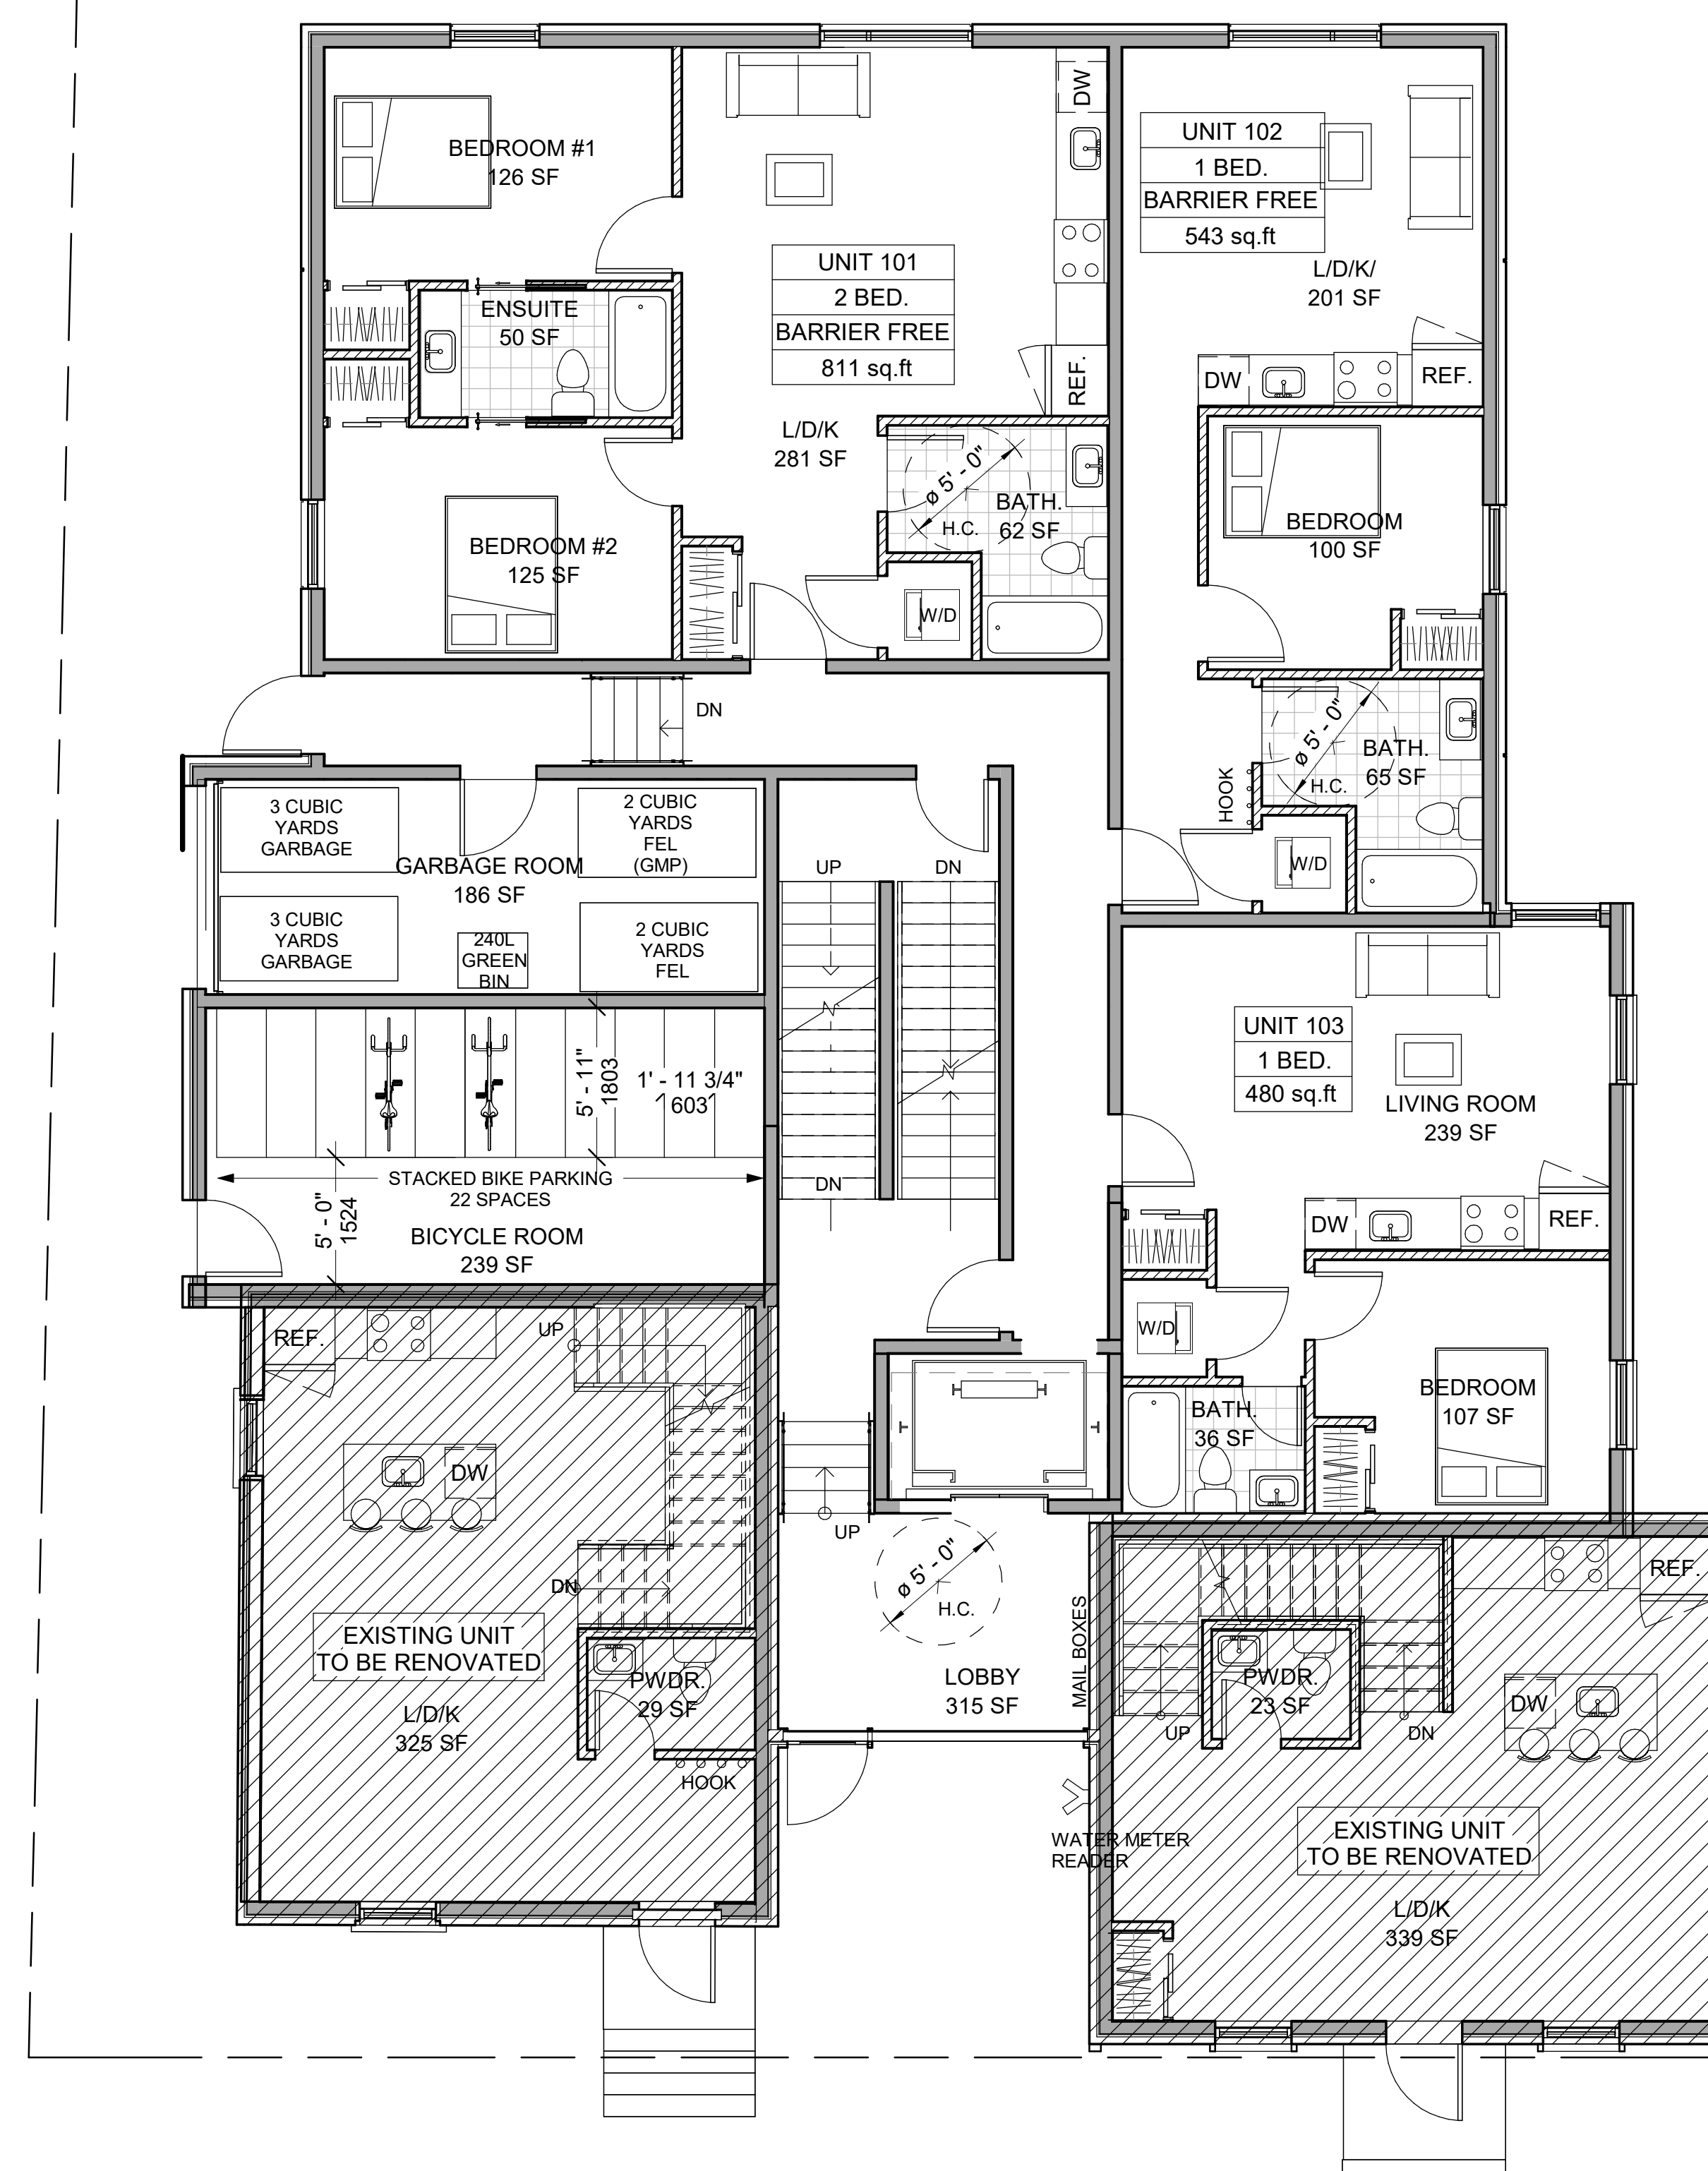 BEDROOM #1
126 SF
DW
UNIT 102
1 BED.
BARRIER FREE
543 sq.ft
UNIT 101
2 BED.
BARRIER FREE
811 sq.ft
L/D/K/
201 SF
ENSUITE
50 SF
REF.
DW
REF.
L/D/K
281 SF
ø 5' - 0"
H.C.
BATH.
62 SF
BEDROOM
100 SF
BEDROOM #2
125 SF
W/D
DN
ø 5' - 0"
H.C.
BATH.
65 SF
HOOK
W/D
3 CUBIC
YARDS
GARBAGE
2 CUBIC
YARDS
FEL
(GMP)
GARBAGE ROOM
186 SF
UP
DN
3 CUBIC
YARDS
GARBAGE
240L
GREEN
BIN
2 CUBIC
YARDS
FEL
UNIT 103
1 BED.
480 sq.ft
5' - 11"
1803
1' - 11 3/4"
603
LIVING ROOM
239 SF
STACKED BIKE PARKING
22 SPACES
DN
5' - 0"
1524
BICYCLE ROOM
239 SF
DW
REF.
REF.
UP
W/D
BEDROOM
107 SF
BATH.
36 SF
DW
UP
DN
ø 5' - 0"
H.C.
MAIL BOXES
REF.
EXISTING UNIT
TO BE RENOVATED
PWDR.
29 SF
LOBBY
315 SF
PWDR.
23 SF
DW
L/D/K
325 SF
UP
DN
HOOK
WATER METER
READER
EXISTING UNIT
TO BE RENOVATED
L/D/K
339 SF